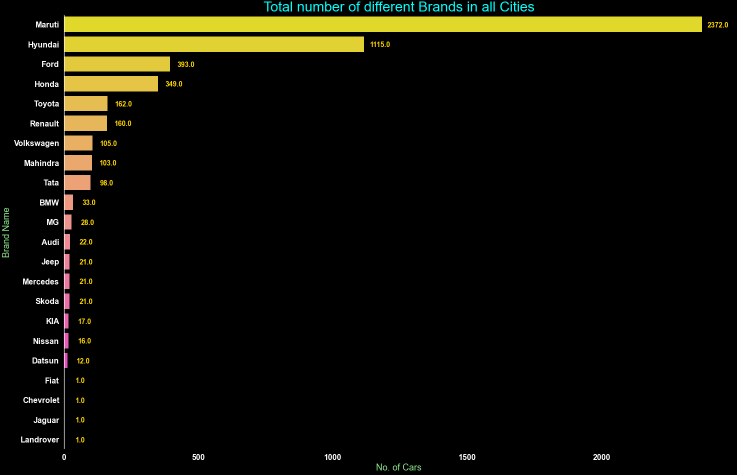 Total number of different Brands in all Cities
Brand Name
Maruti 2372.0
Hyundai 1115.0
Ford 393.0
Honda 349.0
Toyota 162.0
Renault 160.0
Volkswagen 105.0
Mahindra 103.0
Tata 98.0
BMW 33.0
MG 28.0
Audi 22.0
Jeep 21.0
Mercedes 21.0
Skoda 21.0
KIA 17.0
Nissan 16.0
Datsun 12.0
Fiat 1.0
Chevrolet 1.0
Jaguar 1.0
Landrover 1.0
0 500 1000 1500 2000
No. of Cars